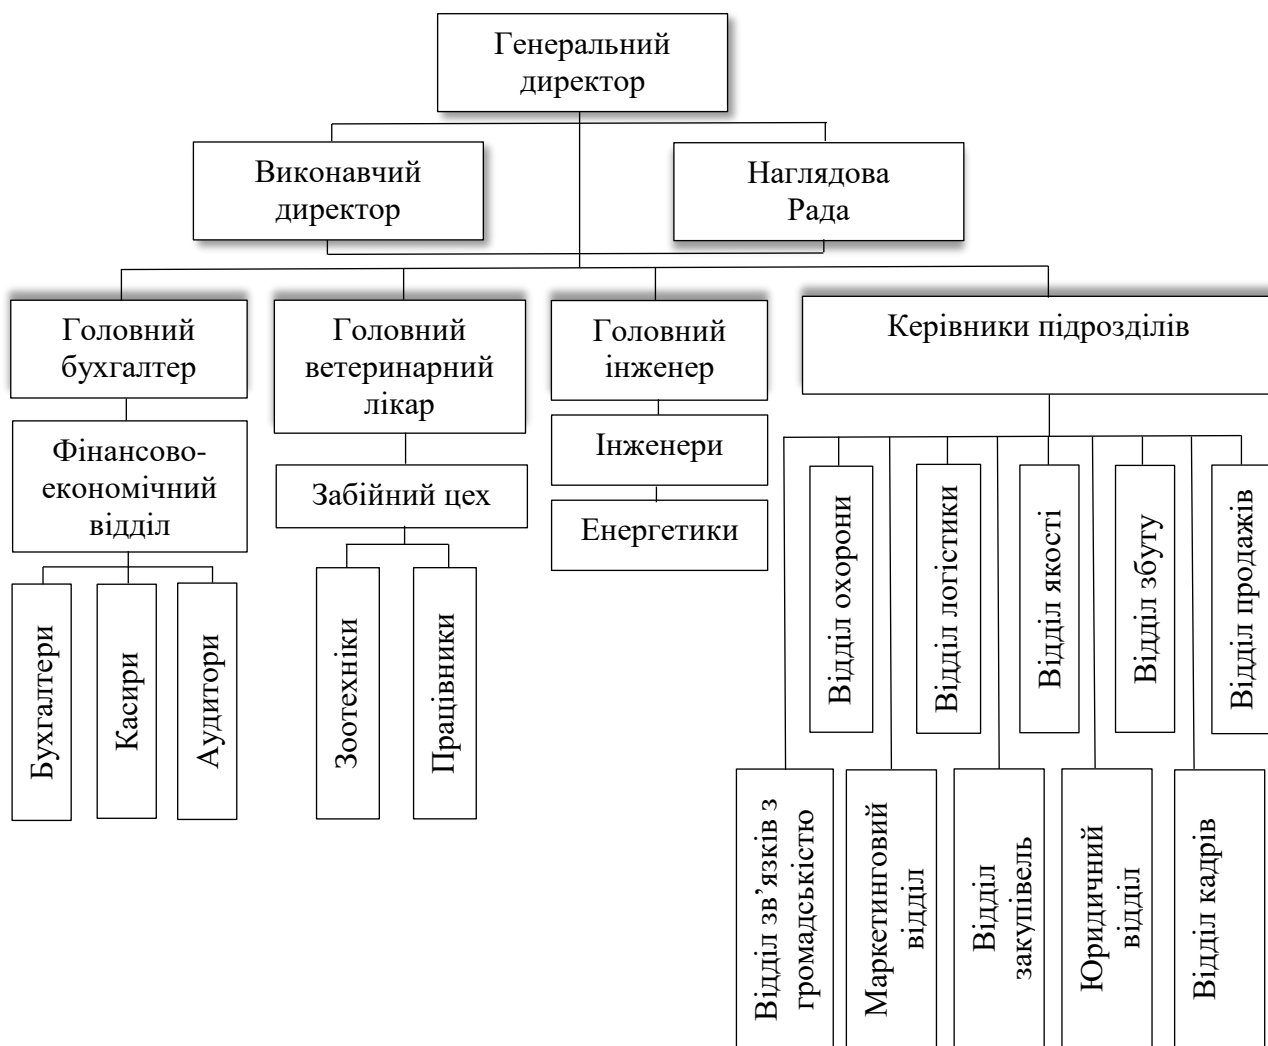 Генеральний
директор
Виконавчий
директор
Наглядова
Рада
Головний
бухгалтер
Головний
ветеринарний
лікар
Головний
інженер
Керівники підрозділів
Фінансово-
економічний
відділ
Забійний цех
Інженери
Енергетики
Бухгалтери
Касири
Аудитори
Зоотехніки
Працівники
Відділ охорони
Відділ логістики
Відділ якості
Відділ збуту
Відділ продажів
Відділ зв’язків з
громадськістю
Маркетинговий
відділ
Відділ
закупівель
Юридичний
відділ
Відділ кадрів